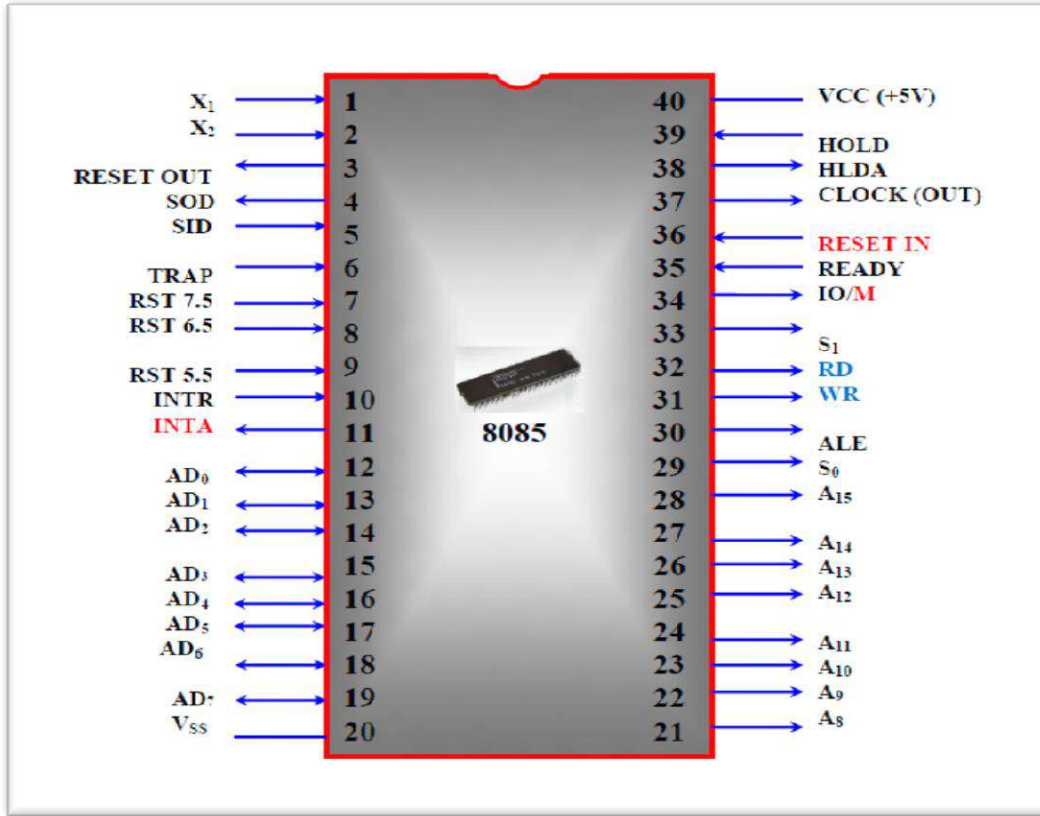 X₁ 1 40 VCC (+5V)
X₂ 2 39 HOLD
RESET OUT 3 38 HLDA
SOD 4 37 CLOCK (OUT)
SID 5 36 RESET IN
TRAP 6 35 READY
RST 7.5 7 34 IO/M
RST 6.5 8 33 S₁
RST 5.5 9 32 RD
INTR 10 31 WR
INTA 11 30 ALE
8085
AD₀ 12 29 S₀
AD₁ 13 28 A₁₅
AD₂ 14 27 A₁₄
AD₃ 15 26 A₁₃
AD₄ 16 25 A₁₂
AD₅ 17 24 A₁₁
AD₆ 18 23 A₁₀
AD₇ 19 22 A₉
V_SS 20 21 A₈